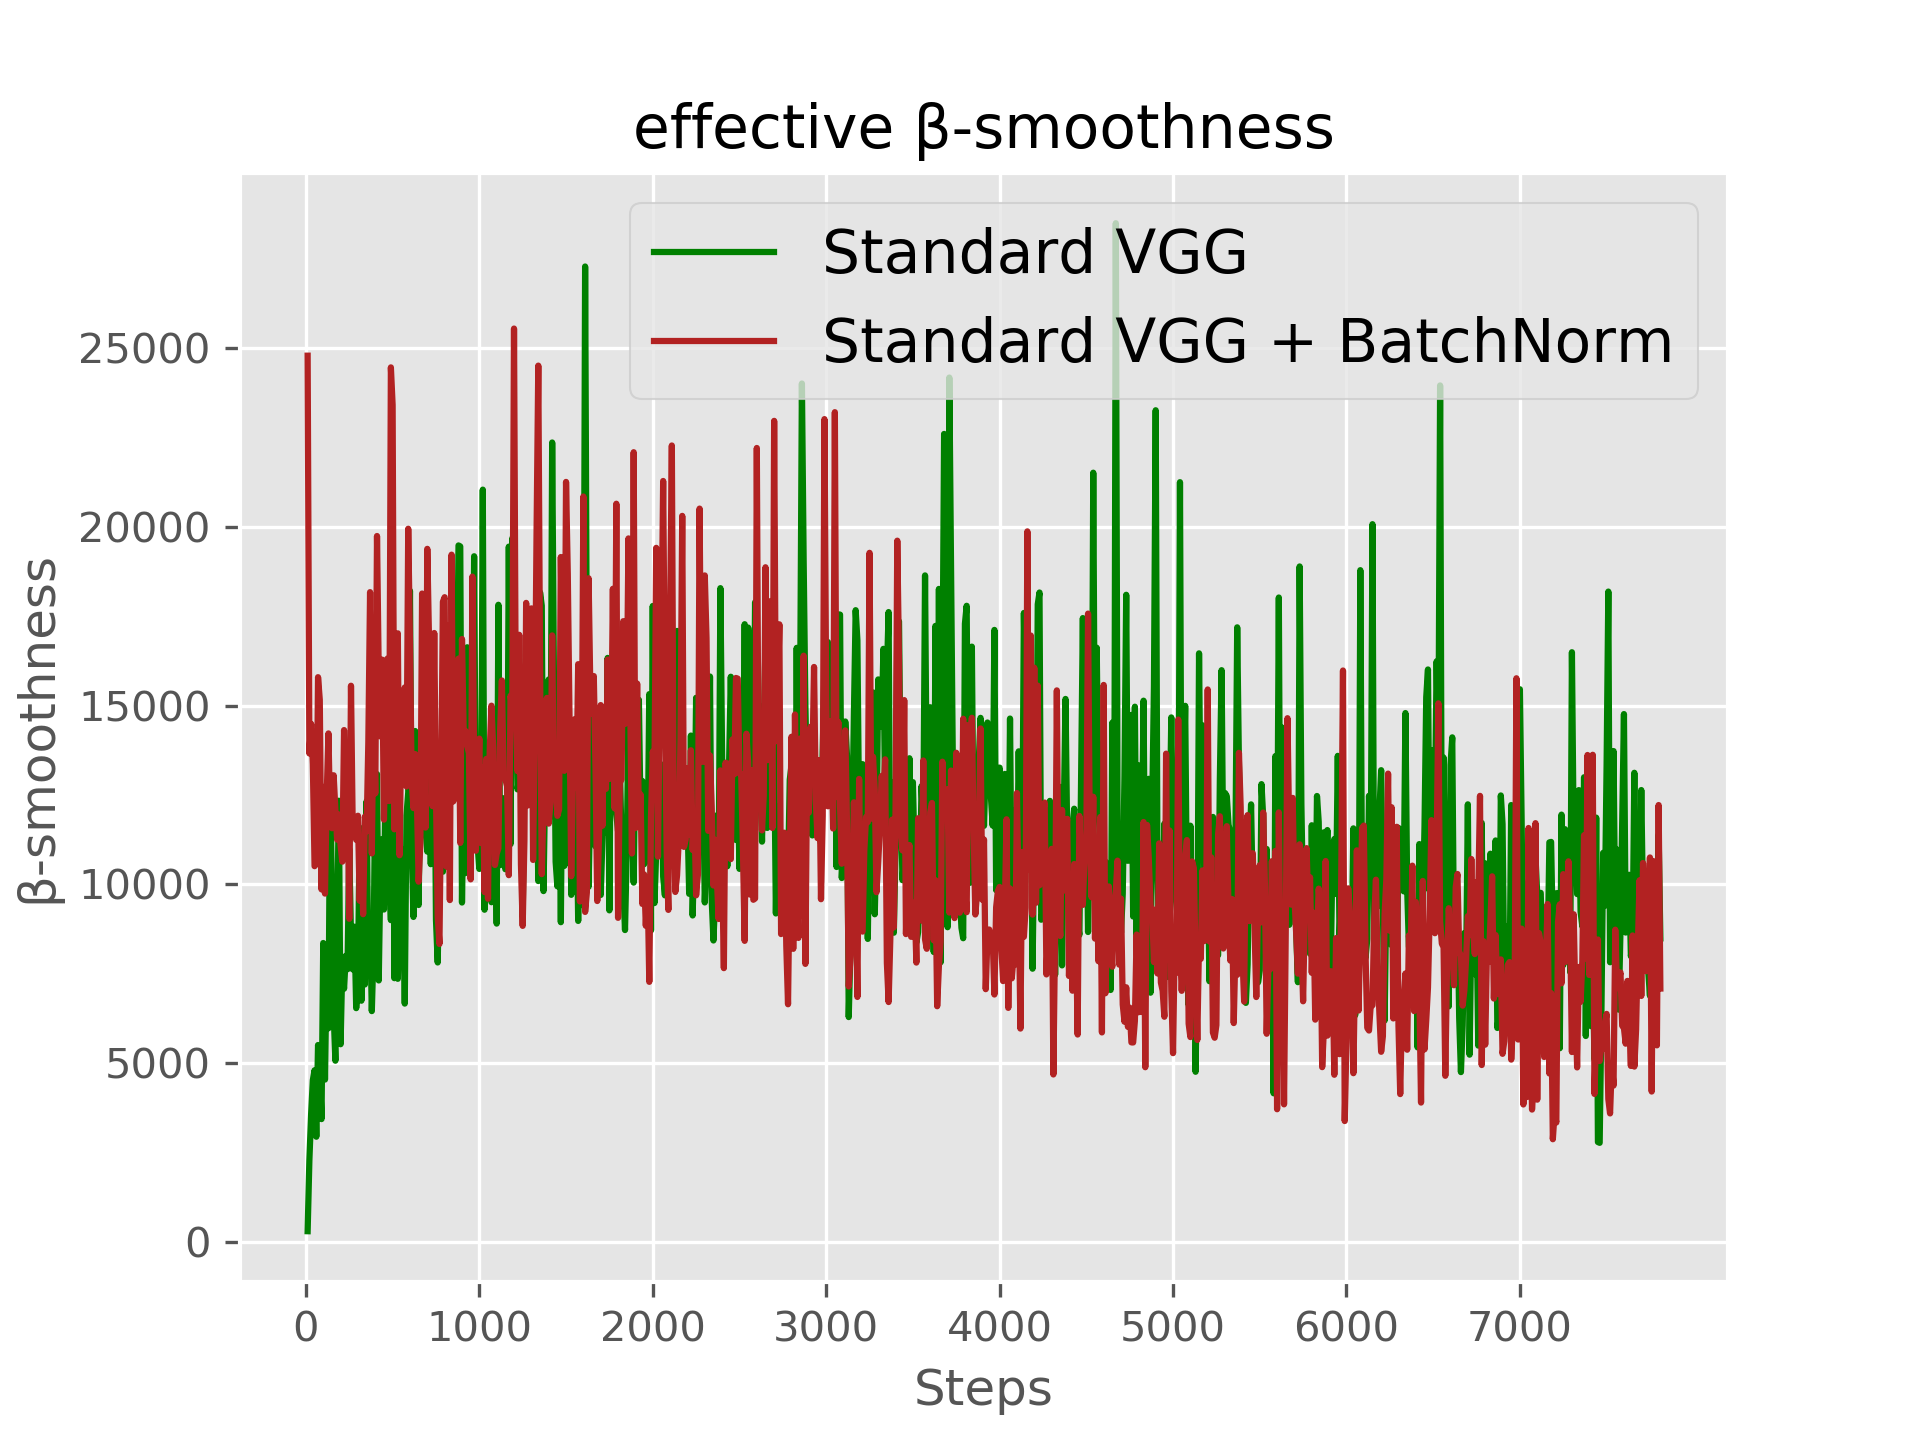 effective β-smoothness
Standard VGG
Standard VGG + BatchNorm
25000
20000
15000
10000
5000
0
β-smoothness
0 1000 2000 3000 4000 5000 6000 7000
Steps